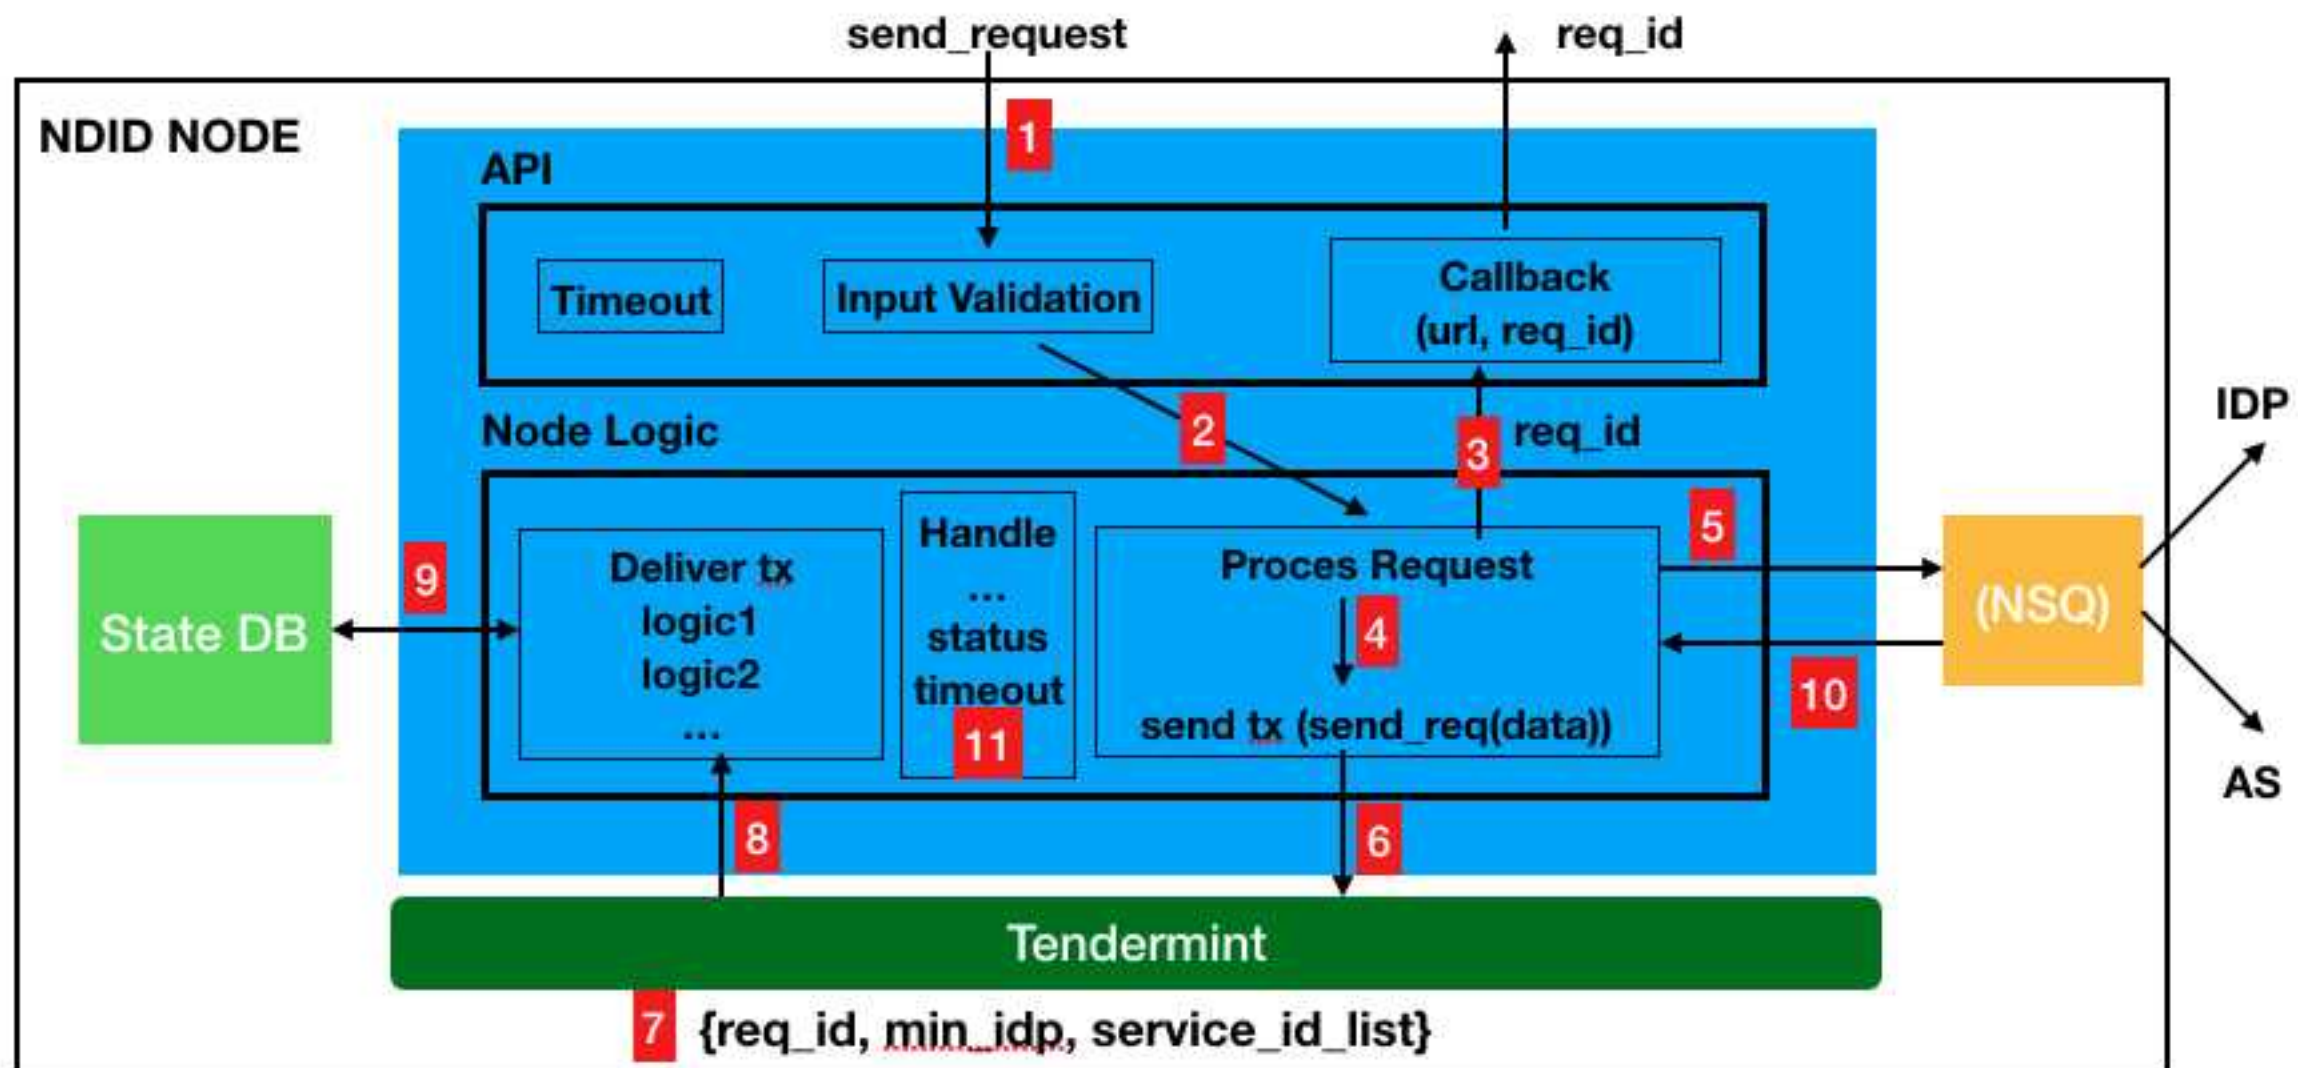 send_request
req_id
NDID NODE
1
API
Timeout
Input Validation
Callback
(url, req_id)
2
3
req_id
Node Logic
IDP
State DB
9
Deliver tx
logic1
logic2
...
Handle
...
status
timeout
11
Proces Request
4
send tx (send_req(data))
5
10
(NSQ)
AS
8
6
Tendermint
7
{req_id, min_idp, service_id_list}